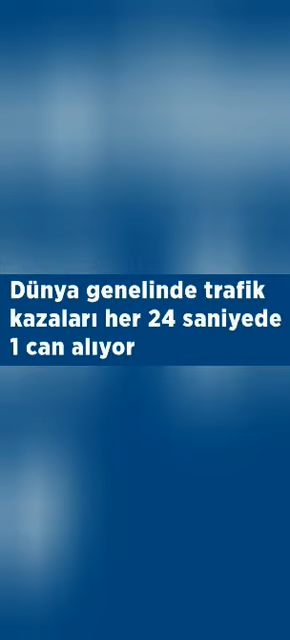 Dünya genelinde trafik
kazaları her 24 saniyede
1 can alıyor